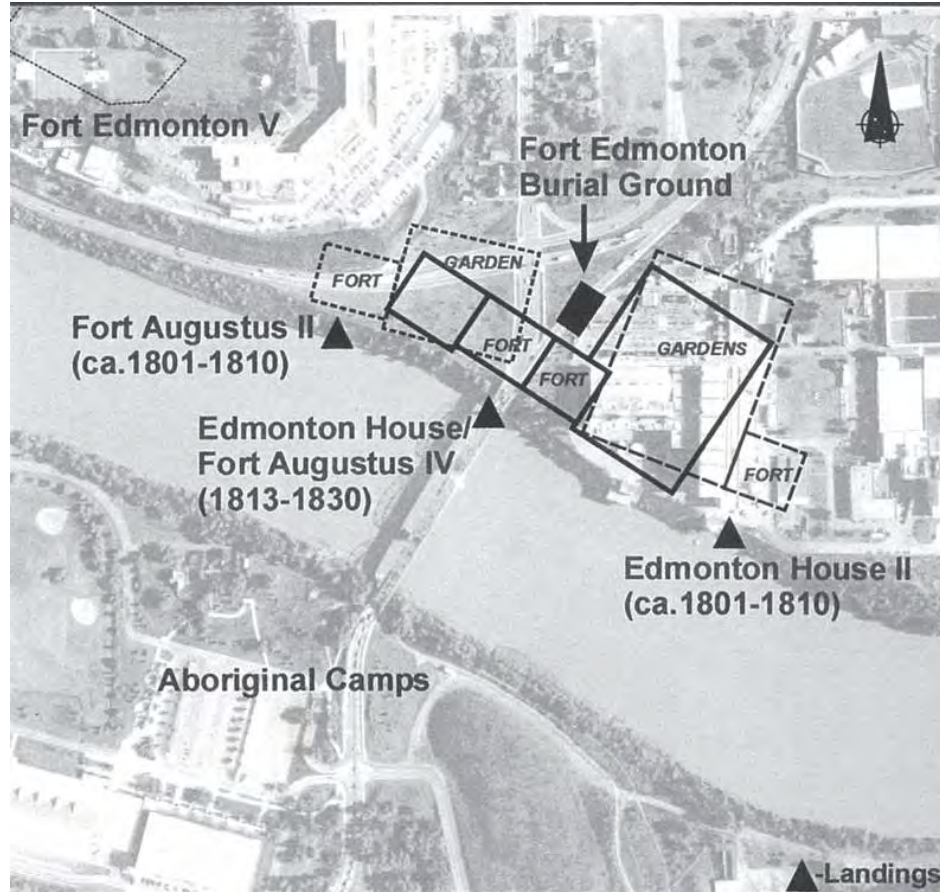 Fort Edmonton V
Fort Edmonton
Burial Ground
GARDEN
FORT
Fort Augustus II
(ca.1801-1810)
FORT
GARDENS
FORT
Edmonton House/
Fort Augustus IV
(1813-1830)
FORT
Edmonton House II
(ca.1801-1810)
Aboriginal Camps
-Landings